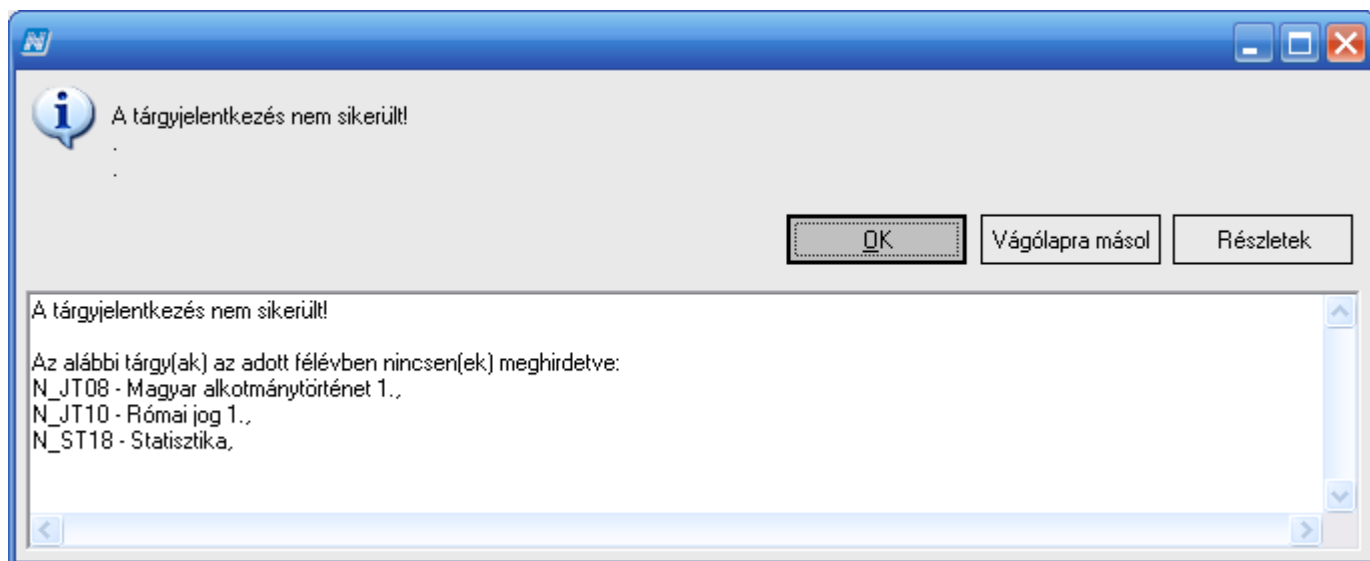 A tárgyjelentkezés nem sikerült!
.
.
OK
Vágólapra másol
Részletek
A tárgyjelentkezés nem sikerült!
Az alábbi tárgy(ak) az adott félévben nincsen(ek) meghirdetve:
N_JT08 - Magyar alkotmánytörténet 1.,
N_JT10 - Római jog 1.,
N_ST18 - Statisztika,